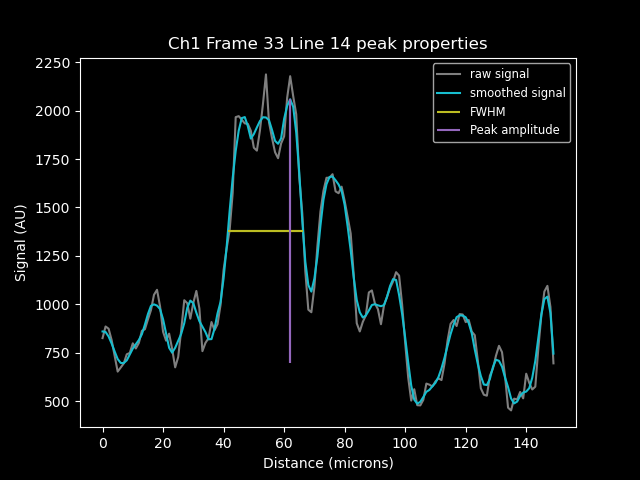 Ch1 Frame 33 Line 14 peak properties
raw signal
smoothed signal
FWHM
Peak amplitude
Signal (AU)
2250
2000
1750
1500
1250
1000
750
500
0 20 40 60 80 100 120 140
Distance (microns)